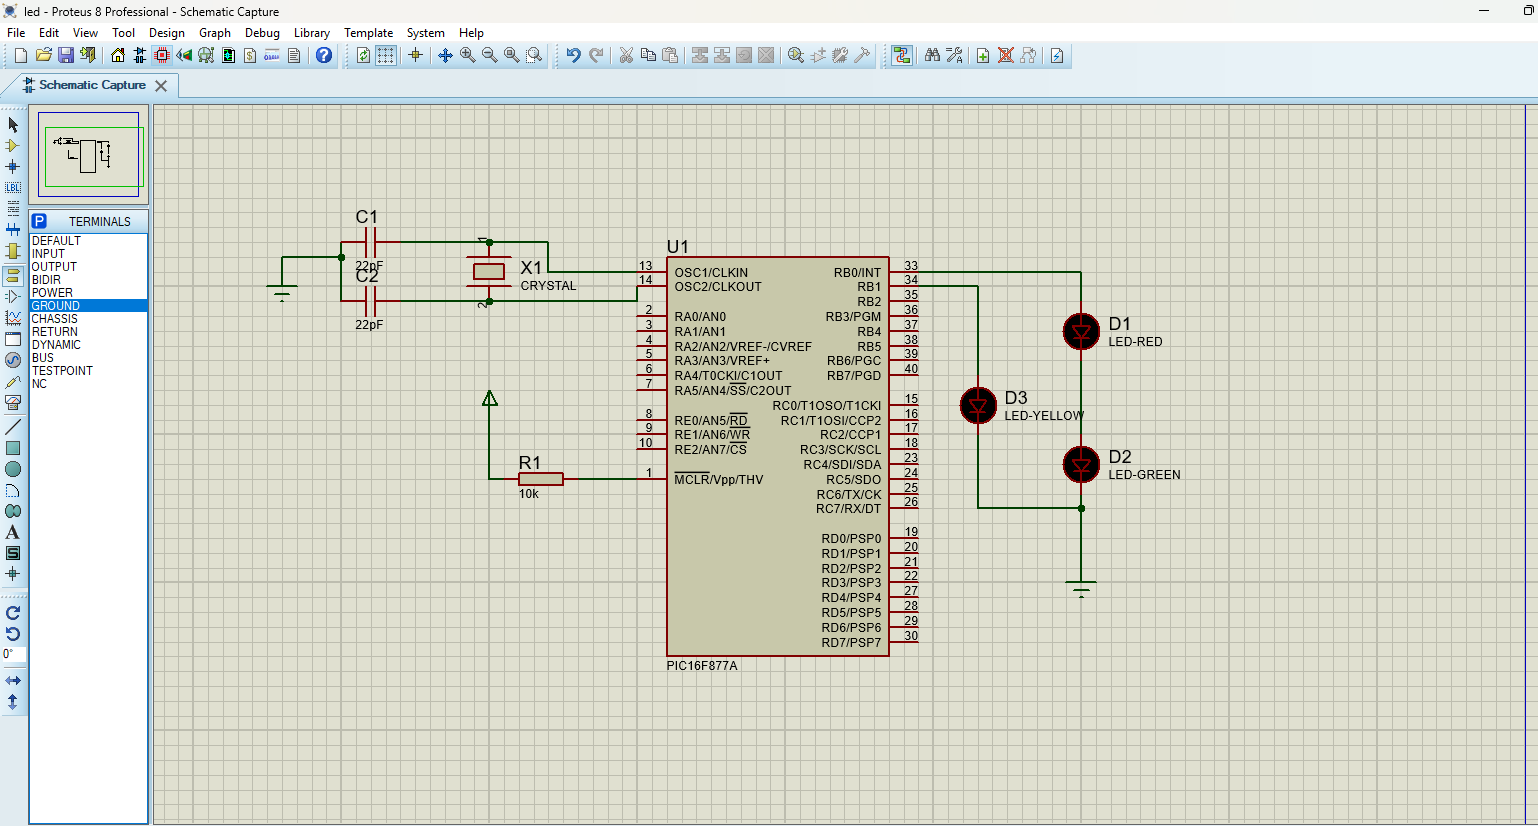 led - Proteus 8 Professional - Schematic Capture
File Edit View Tool Design Graph Debug Library Template System Help
Schematic Capture
LBL
A
S
0°
P TERMINALS
DEFAULT
INPUT
OUTPUT
BIDIR
POWER
GROUND
CHASSIS
RETURN
DYNAMIC
BUS
TESTPOINT
NC
C1
22pF
C2
22pF
1
X1
CRYSTAL
2
R1
10k
U1
13 OSC1/CLKIN
14 OSC2/CLKOUT
2 RA0/AN0
3 RA1/AN1
4 RA2/AN2/VREF-/CVREF
5 RA3/AN3/VREF+
6 RA4/T0CKI/C1OUT
7 RA5/AN4/SS/C2OUT
8 RE0/AN5/RD
9 RE1/AN6/WR
10 RE2/AN7/CS
1 MCLR/Vpp/THV
RB0/INT 33
RB1 34
RB2 35
RB3/PGM 36
RB4 37
RB5 38
RB6/PGC 39
RB7/PGD 40
RC0/T1OSO/T1CKI 15
RC1/T1OSI/CCP2 16
RC2/CCP1 17
RC3/SCK/SCL 18
RC4/SDI/SDA 23
RC5/SDO 24
RC6/TX/CK 25
RC7/RX/DT 26
RD0/PSP0 19
RD1/PSP1 20
RD2/PSP2 21
RD3/PSP3 22
RD4/PSP4 27
RD5/PSP5 28
RD6/PSP6 29
RD7/PSP7 30
PIC16F877A
D1
LED-RED
D3
LED-YELLOW
D2
LED-GREEN